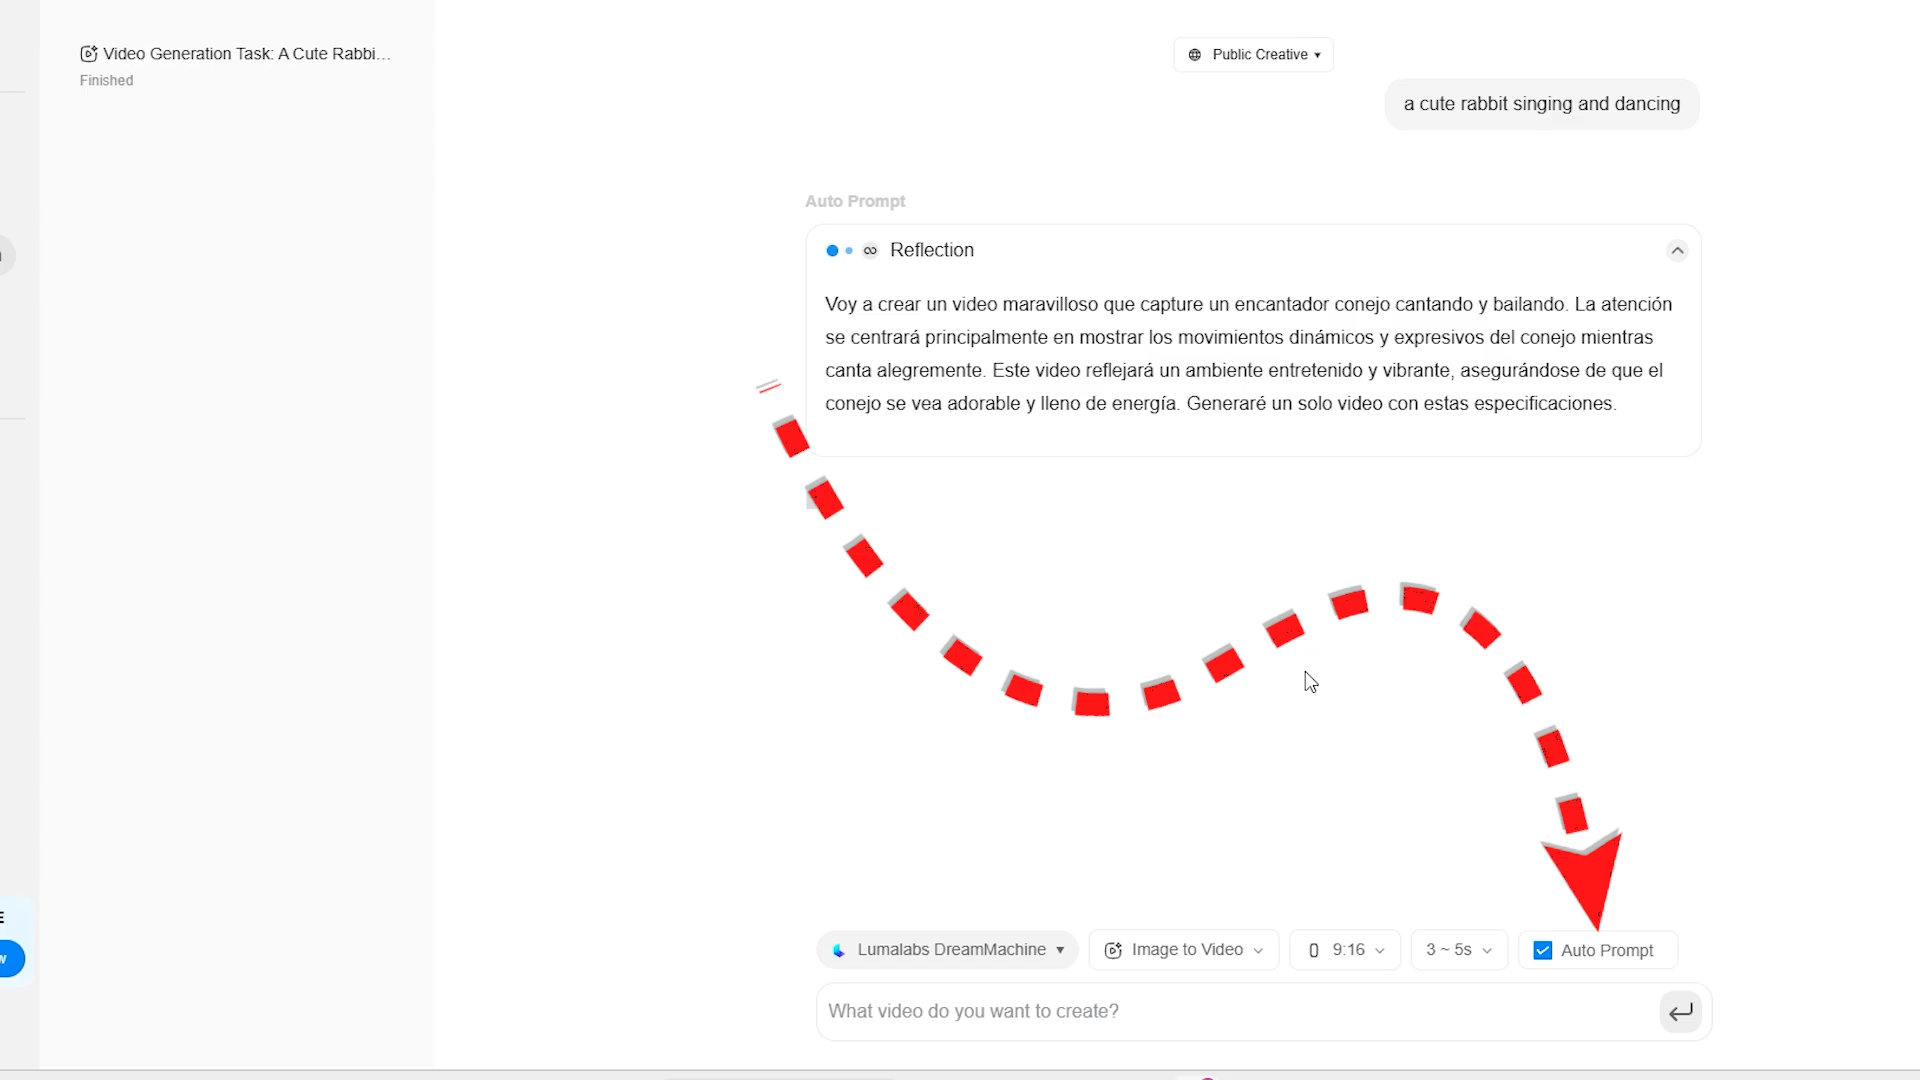 Video Generation Task: A Cute Rabbi...
Finished
Public Creative
a cute rabbit singing and dancing
Auto Prompt
Reflection
Voy a crear un video maravilloso que capture un encantador conejo cantando y bailando. La atención
se centrará principalmente en mostrar los movimientos dinámicos y expresivos del conejo mientras
canta alegremente. Este video reflejará un ambiente entretenido y vibrante, asegurándose de que el
conejo se vea adorable y lleno de energía. Generaré un solo video con estas especificaciones.
Lumalabs DreamMachine
Image to Video
9:16
3 ~ 5s
Auto Prompt
What video do you want to create?